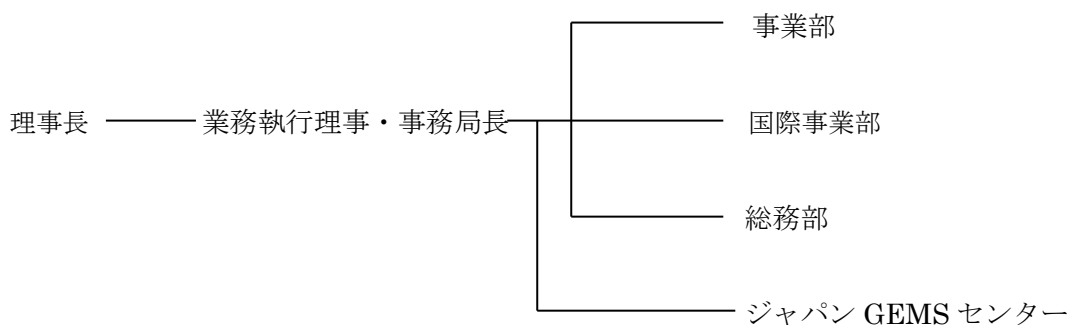 理事長
業務執行理事・事務局長
事業部
国際事業部
総務部
ジャパン GEMS センター